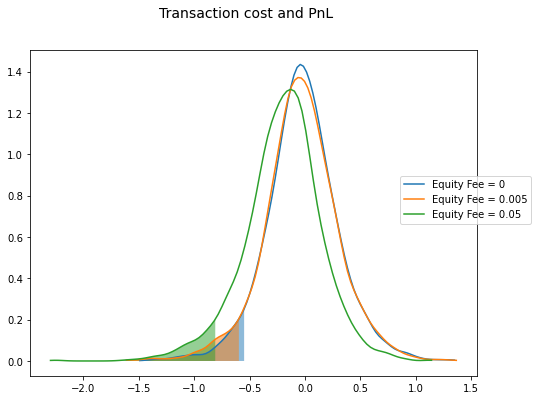 Transaction cost and PnL
1.4
1.2
1.0
0.8
0.6
0.4
0.2
0.0
Equity Fee = 0
Equity Fee = 0.005
Equity Fee = 0.05
−2.0 −1.5 −1.0 −0.5 0.0 0.5 1.0 1.5